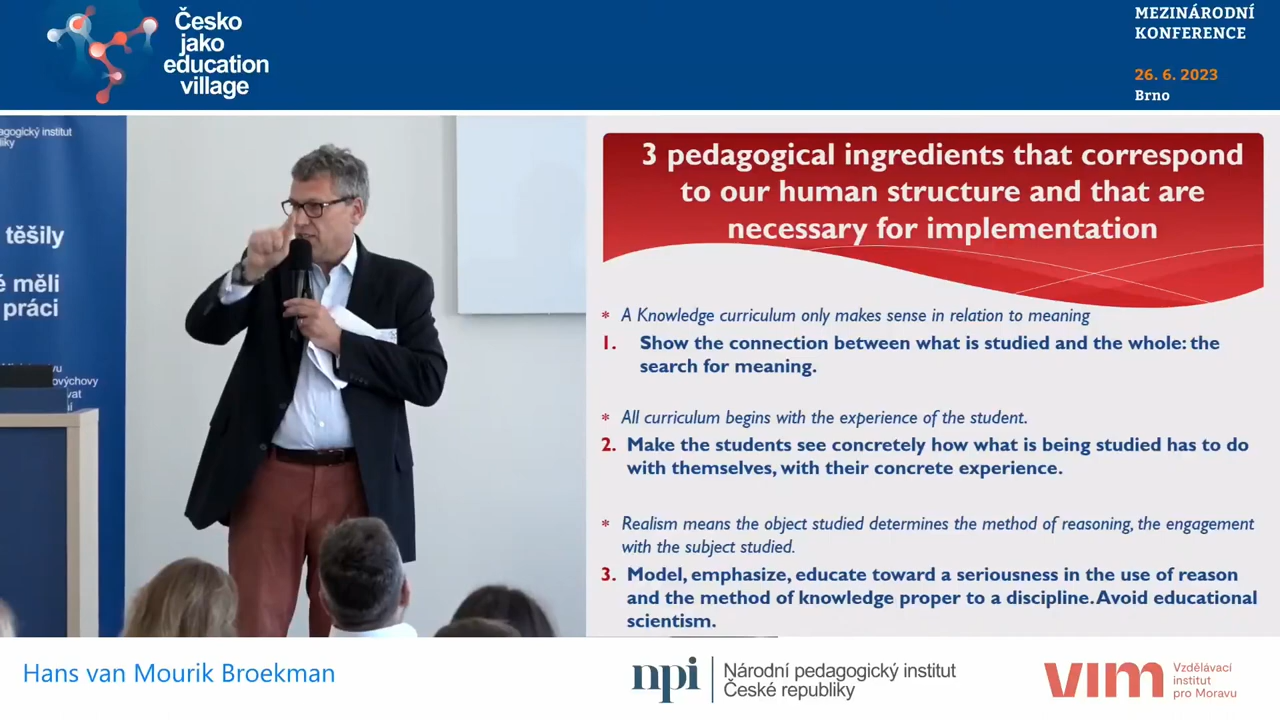 Česko
jako
education
village
MEZINÁRODNÍ
KONFERENCE
26. 6. 2023
Brno
těšily
měli
práci
3 pedagogical ingredients that correspond
to our human structure and that are
necessary for implementation
* A Knowledge curriculum only makes sense in relation to meaning
1. Show the connection between what is studied and the whole: the
search for meaning.
* All curriculum begins with the experience of the student.
2. Make the students see concretely how what is being studied has to do
with themselves, with their concrete experience.
* Realism means the object studied determines the method of reasoning, the engagement
with the subject studied.
3. Model, emphasize, educate toward a seriousness in the use of reason
and the method of knowledge proper to a discipline. Avoid educational
scientism.
Hans van Mourik Broekman
npi
Národní pedagogický institut
České republiky
vim
Vzdělávací
institut
pro Moravu